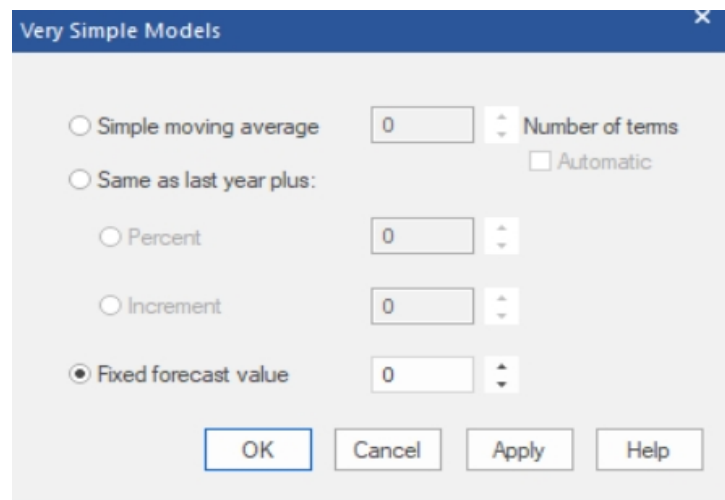 Very Simple Models
Simple moving average 0 Number of terms
Automatic
Same as last year plus:
Percent 0
Increment 0
Fixed forecast value 0
OK Cancel Apply Help